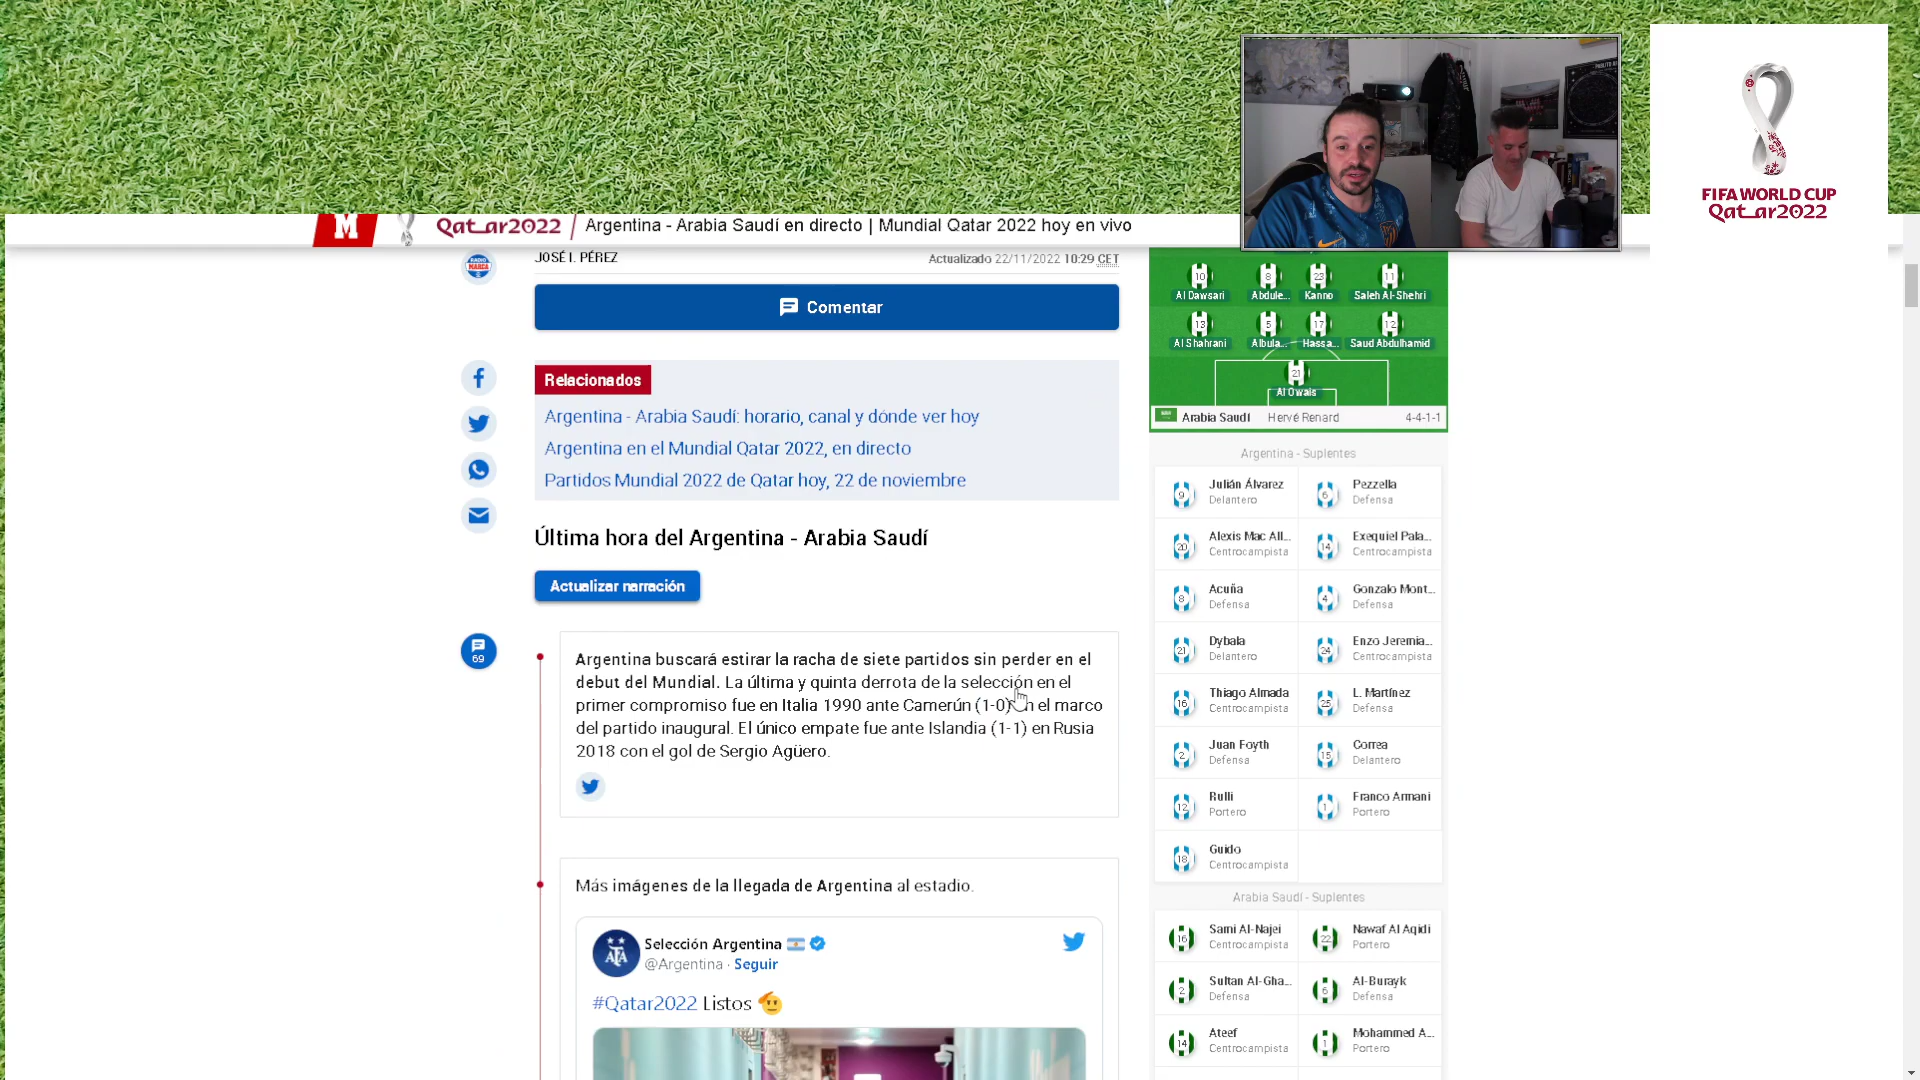 FIFA WORLD CUP
Qatar2022
M
Qatar2022
Argentina - Arabia Saudí en directo | Mundial Qatar 2022 hoy en vivo
RADIO
MARCA
JOSÉ I. PÉREZ
Actualizado 22/11/2022 10:29 CET
Comentar
Relacionados
Argentina - Arabia Saudí: horario, canal y dónde ver hoy
Argentina en el Mundial Qatar 2022, en directo
Partidos Mundial 2022 de Qatar hoy, 22 de noviembre
Última hora del Argentina - Arabia Saudí
Actualizar narración
69
Argentina buscará estirar la racha de siete partidos sin perder en el
debut del Mundial. La última y quinta derrota de la selección en el
primer compromiso fue en Italia 1990 ante Camerún (1-0) en el marco
del partido inaugural. El único empate fue ante Islandia (1-1) en Rusia
2018 con el gol de Sergio Agüero.
Más imágenes de la llegada de Argentina al estadio.
AFA
Selección Argentina
@Argentina · Seguir
#Qatar2022 Listos
10 8 23 11
Al Dawsari Abdule... Kanno Saleh Al-Shehri
13 5 17 12
Al Shahrani Albula... Hassa... Saud Abdulhamid
21
Al Owais
Arabia Saudí Hervé Renard 4-4-1-1
Argentina - Suplentes
9 Julián Álvarez
Delantero
6 Pezzella
Defensa
20 Alexis Mac All...
Centrocampista
14 Exequiel Pala...
Centrocampista
8 Acuña
Defensa
4 Gonzalo Mont...
Defensa
21 Dybala
Delantero
24 Enzo Jeremia...
Centrocampista
16 Thiago Almada
Centrocampista
25 L. Martínez
Defensa
2 Juan Foyth
Defensa
15 Correa
Delantero
12 Rulli
Portero
1 Franco Armani
Portero
18 Guido
Centrocampista
Arabia Saudí - Suplentes
16 Sami Al-Najei
Centrocampista
22 Nawaf Al Aqidi
Portero
2 Sultan Al-Gha...
Defensa
6 Al-Burayk
Defensa
14 Ateef
Centrocampista
1 Mohammed A...
Portero